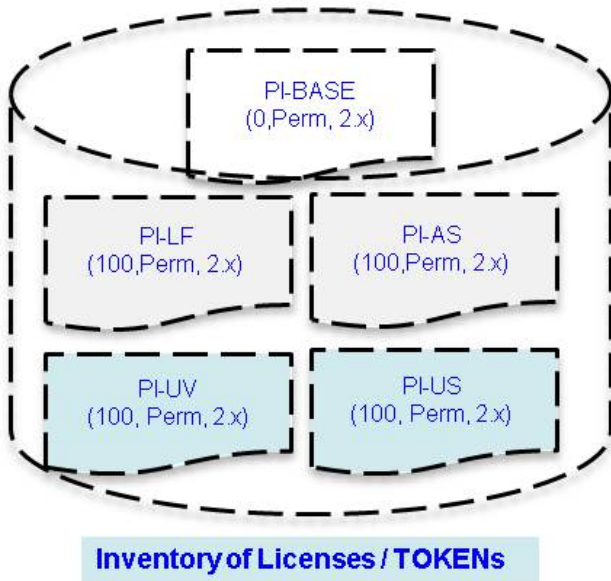 PI-BASE
(0,Perm, 2.x)
PI-LF
(100,Perm, 2.x)
PI-AS
(100,Perm, 2.x)
PI-UV
(100, Perm, 2.x)
PI-US
(100, Perm, 2.x)
Inventory of Licenses / TOKENs